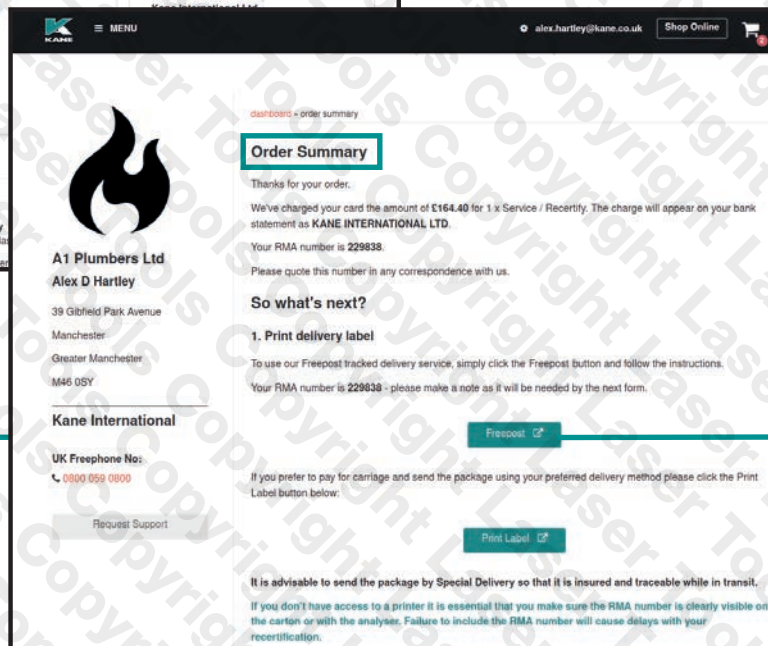 Kane International Ltd
KANE
≡ MENU
alex.hartley@kane.co.uk
Shop Online
2
dashboard » order summary
Order Summary
Thanks for your order.
We've charged your card the amount of £164.40 for 1 x Service / Recertify. The charge will appear on your bank
statement as KANE INTERNATIONAL LTD.
Your RMA number is 229838.
Please quote this number in any correspondence with us.
So what's next?
1. Print delivery label
To use our Freepost tracked delivery service, simply click the Freepost button and follow the instructions.
Your RMA number is 229838 - please make a note as it will be needed by the next form.
Freepost
If you prefer to pay for carriage and send the package using your preferred delivery method please click the Print
Label button below:
Print Label
It is advisable to send the package by Special Delivery so that it is insured and traceable while in transit.
If you don't have access to a printer it is essential that you make sure the RMA number is clearly visible on
the carton or with the analyser. Failure to include the RMA number will cause delays with your
recertification.
A1 Plumbers Ltd
Alex D Hartley
39 Gibfield Park Avenue
Manchester
Greater Manchester
M46 0SY
Kane International
UK Freephone No:
0800 059 0800
Request Support
Laser Tools Copyright